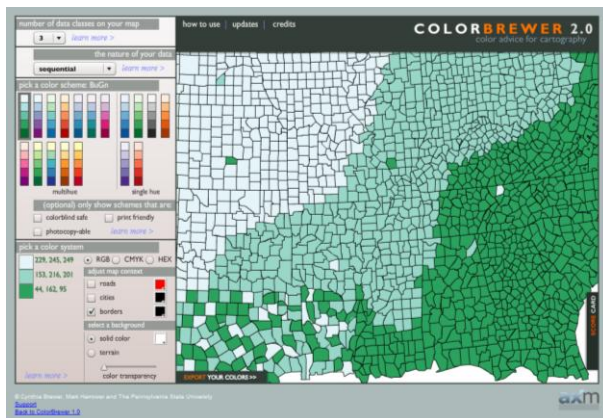 number of data classes on your map
3
learn more >
how to use | updates | credits
COLORBREWER 2.0
color advice for cartography
the nature of your data
sequential
learn more >
pick a color scheme: BuGn
multihue
single hue
(optional) only show schemes that are:
colorblind safe
print friendly
photocopy-able
learn more >
pick a color system
229, 245, 249
153, 216, 201
44, 162, 95
RGB
CMYK
HEX
adjust map context
roads
cities
borders
select a background
solid color
terrain
color transparency
learn more >
EXPORT YOUR COLORS >>
SCORE CARD
© Cynthia Brewer, Mark Harrower and The Pennsylvania State University
Support
Back to ColorBrewer 1.0
axim